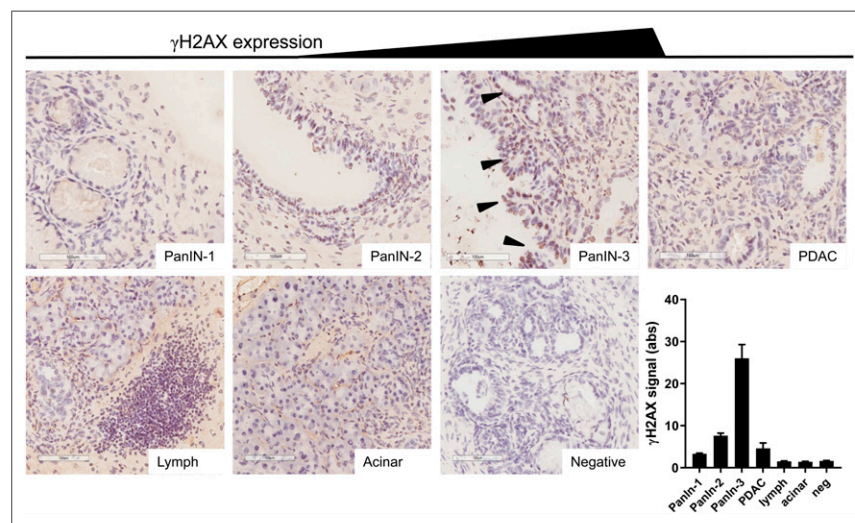 γH2AX expression
PanIN-1
PanIN-2
PanIN-3
PDAC
Lymph
Acinar
Negative
γH2AX signal (abs)
40
30
20
10
0
PanIn-1
PanIn-2
PanIn-3
PDAC
lymph
acinar
neg